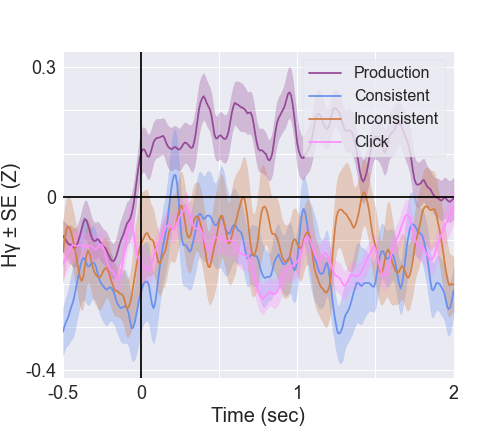 Production
Consistent
Inconsistent
Click
0.3
0
-0.4
-0.5
0
1
2
Time (sec)
Hγ ± SE (Z)